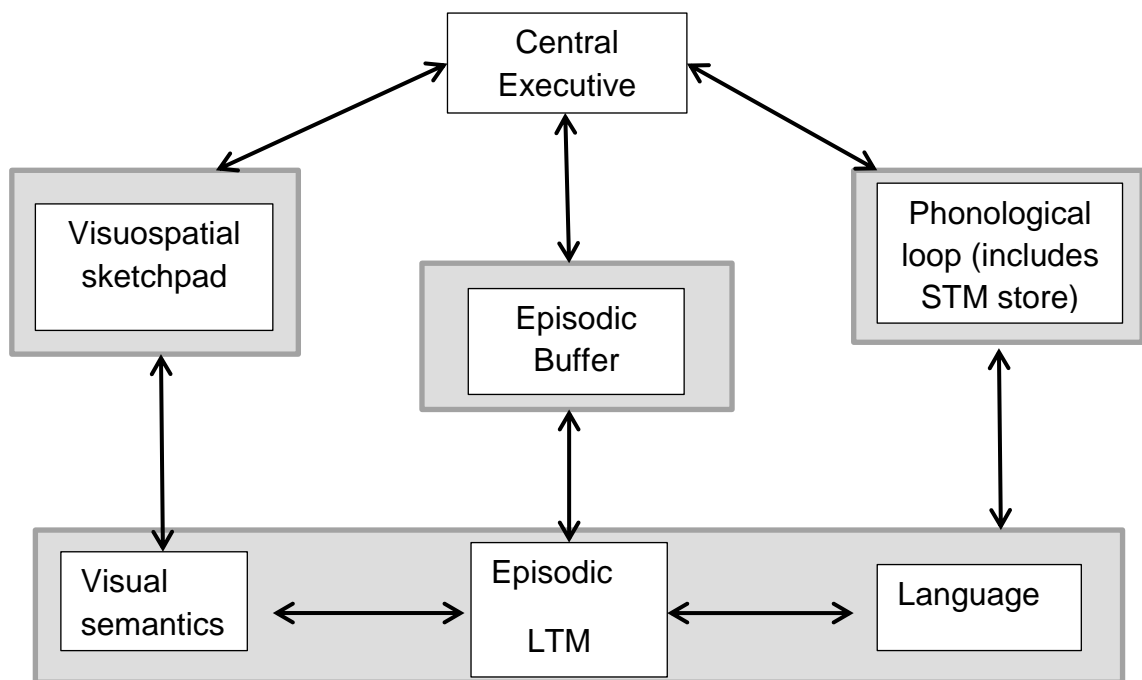 Central
Executive
Visuospatial
sketchpad
Phonological
loop (includes
STM store)
Episodic
Buffer
Visual
semantics
Episodic
LTM
Language